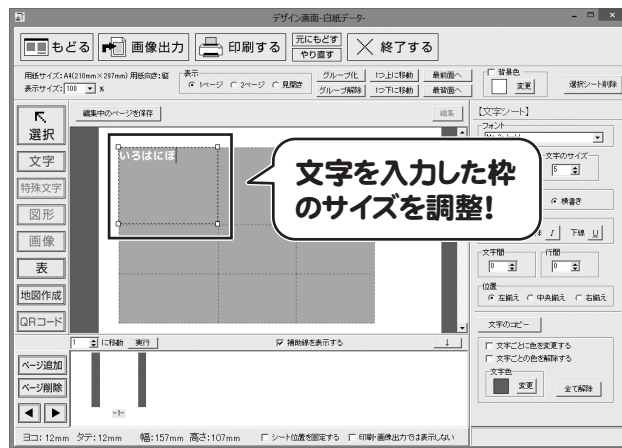 デザイン画面-白紙データ-
もどる
画像出力
印刷する
元にもどす
やり直す
終了する
用紙サイズ:A4(210mm×297mm) 用紙向き:縦
表示サイズ: 100 %
表示
1ページ 2ページ 見開き
グループ化
1つ上に移動
最前面へ
グループ解除
1つ下に移動
最背面へ
背景色
変更
選択シート削除
選択
文字
特殊文字
図形
画像
表
地図作成
QRコード
ページ追加
ページ削除
編集中のページを保存
編集
いろはにほ
文字を入力した枠
のサイズを調整!
【文字シート】
フォント
文字のサイズ
5
横書き
I 下線 U
文字間
0
行間
0
位置
左揃え 中央揃え 右揃え
文字のコピー
文字ごとに色を変更する
文字ごとの色を解除する
文字色
変更
全て解除
1 に移動 実行
補助線を表示する
↓
-1-
ヨコ: 12mm タテ:12mm 幅:157mm 高さ:107mm
シート位置を固定する
印刷・画像出力では表示しない